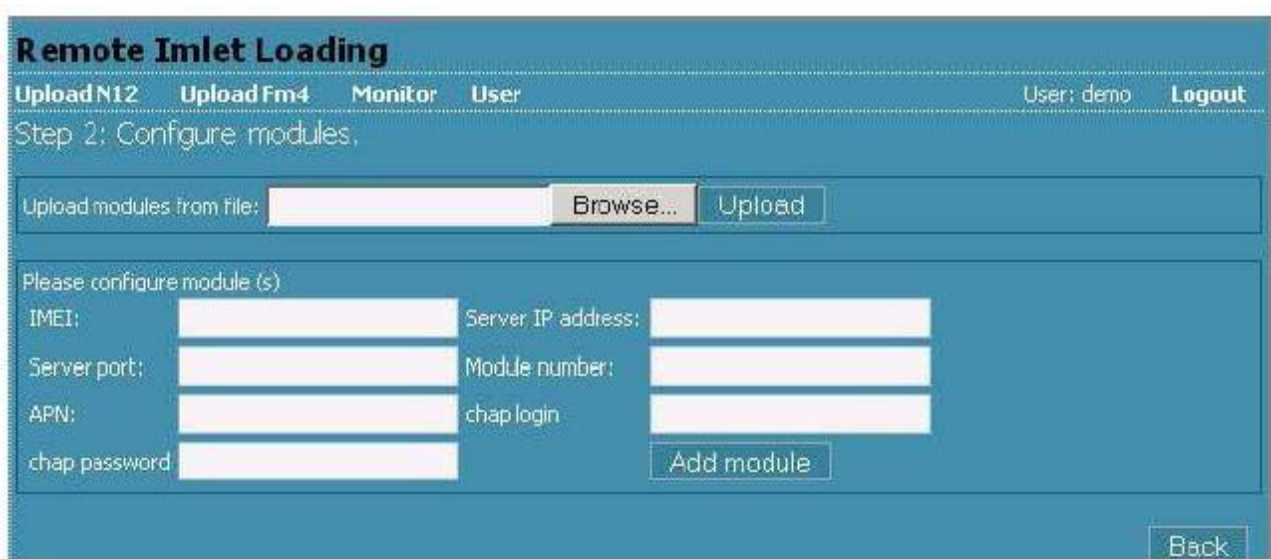 Remote Imlet Loading
Upload N12 Upload Fm4 Monitor User User: demo Logout
Step 2: Configure modules.
Upload modules from file: Browse... Upload
Please configure module (s)
IMEI: Server IP address:
Server port: Module number:
APN: chap login
chap password Add module
Back